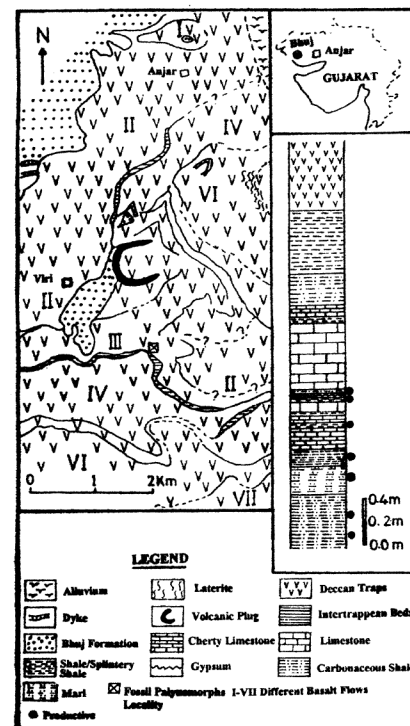 N
I
Anjar
II
IV
VI
Viri
II
III
IV
II
VI
VII
0 1 2Km
Bhuj
Anjar
GUJARAT
0.4m
0.2m
0.0m
LEGEND
Alluvium
Laterite
Deccan Traps
Dyke
Volcanic Plug
Intertrappean Beds
Bhuj Formation
Cherty Limestone
Limestone
Shale/Splintery
Shale
Gypsum
Carbonaceous Shale
Marl
Fossil Palynomorphs
Locality
I-VII Different Basalt Flows
Productive